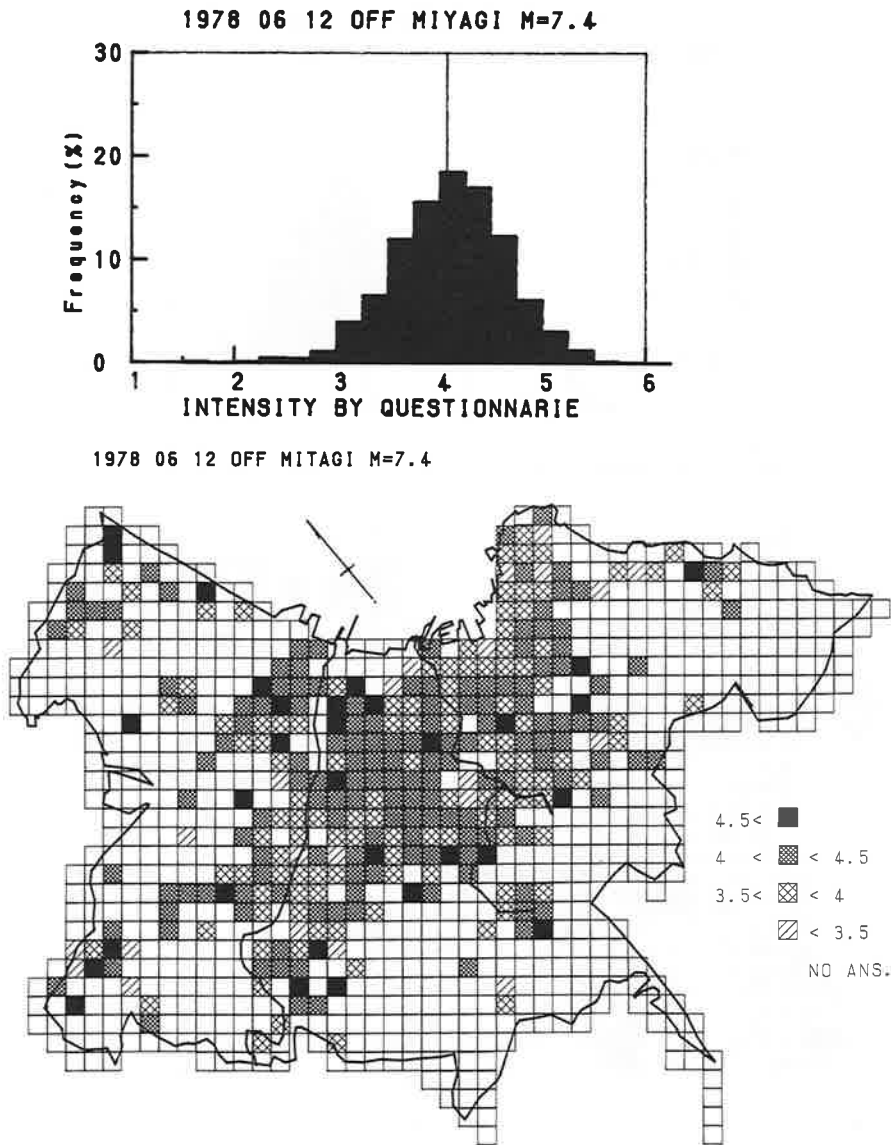 1978 06 12 OFF MIYAGI M=7.4
30
20
10
0
Frequency(%)
1 2 3 4 5 6
INTENSITY BY QUESTIONNARIE
1978 06 12 OFF MITAGI M=7.4
4.5<
4 < < 4.5
3.5< < 4
< 3.5
NO ANS.